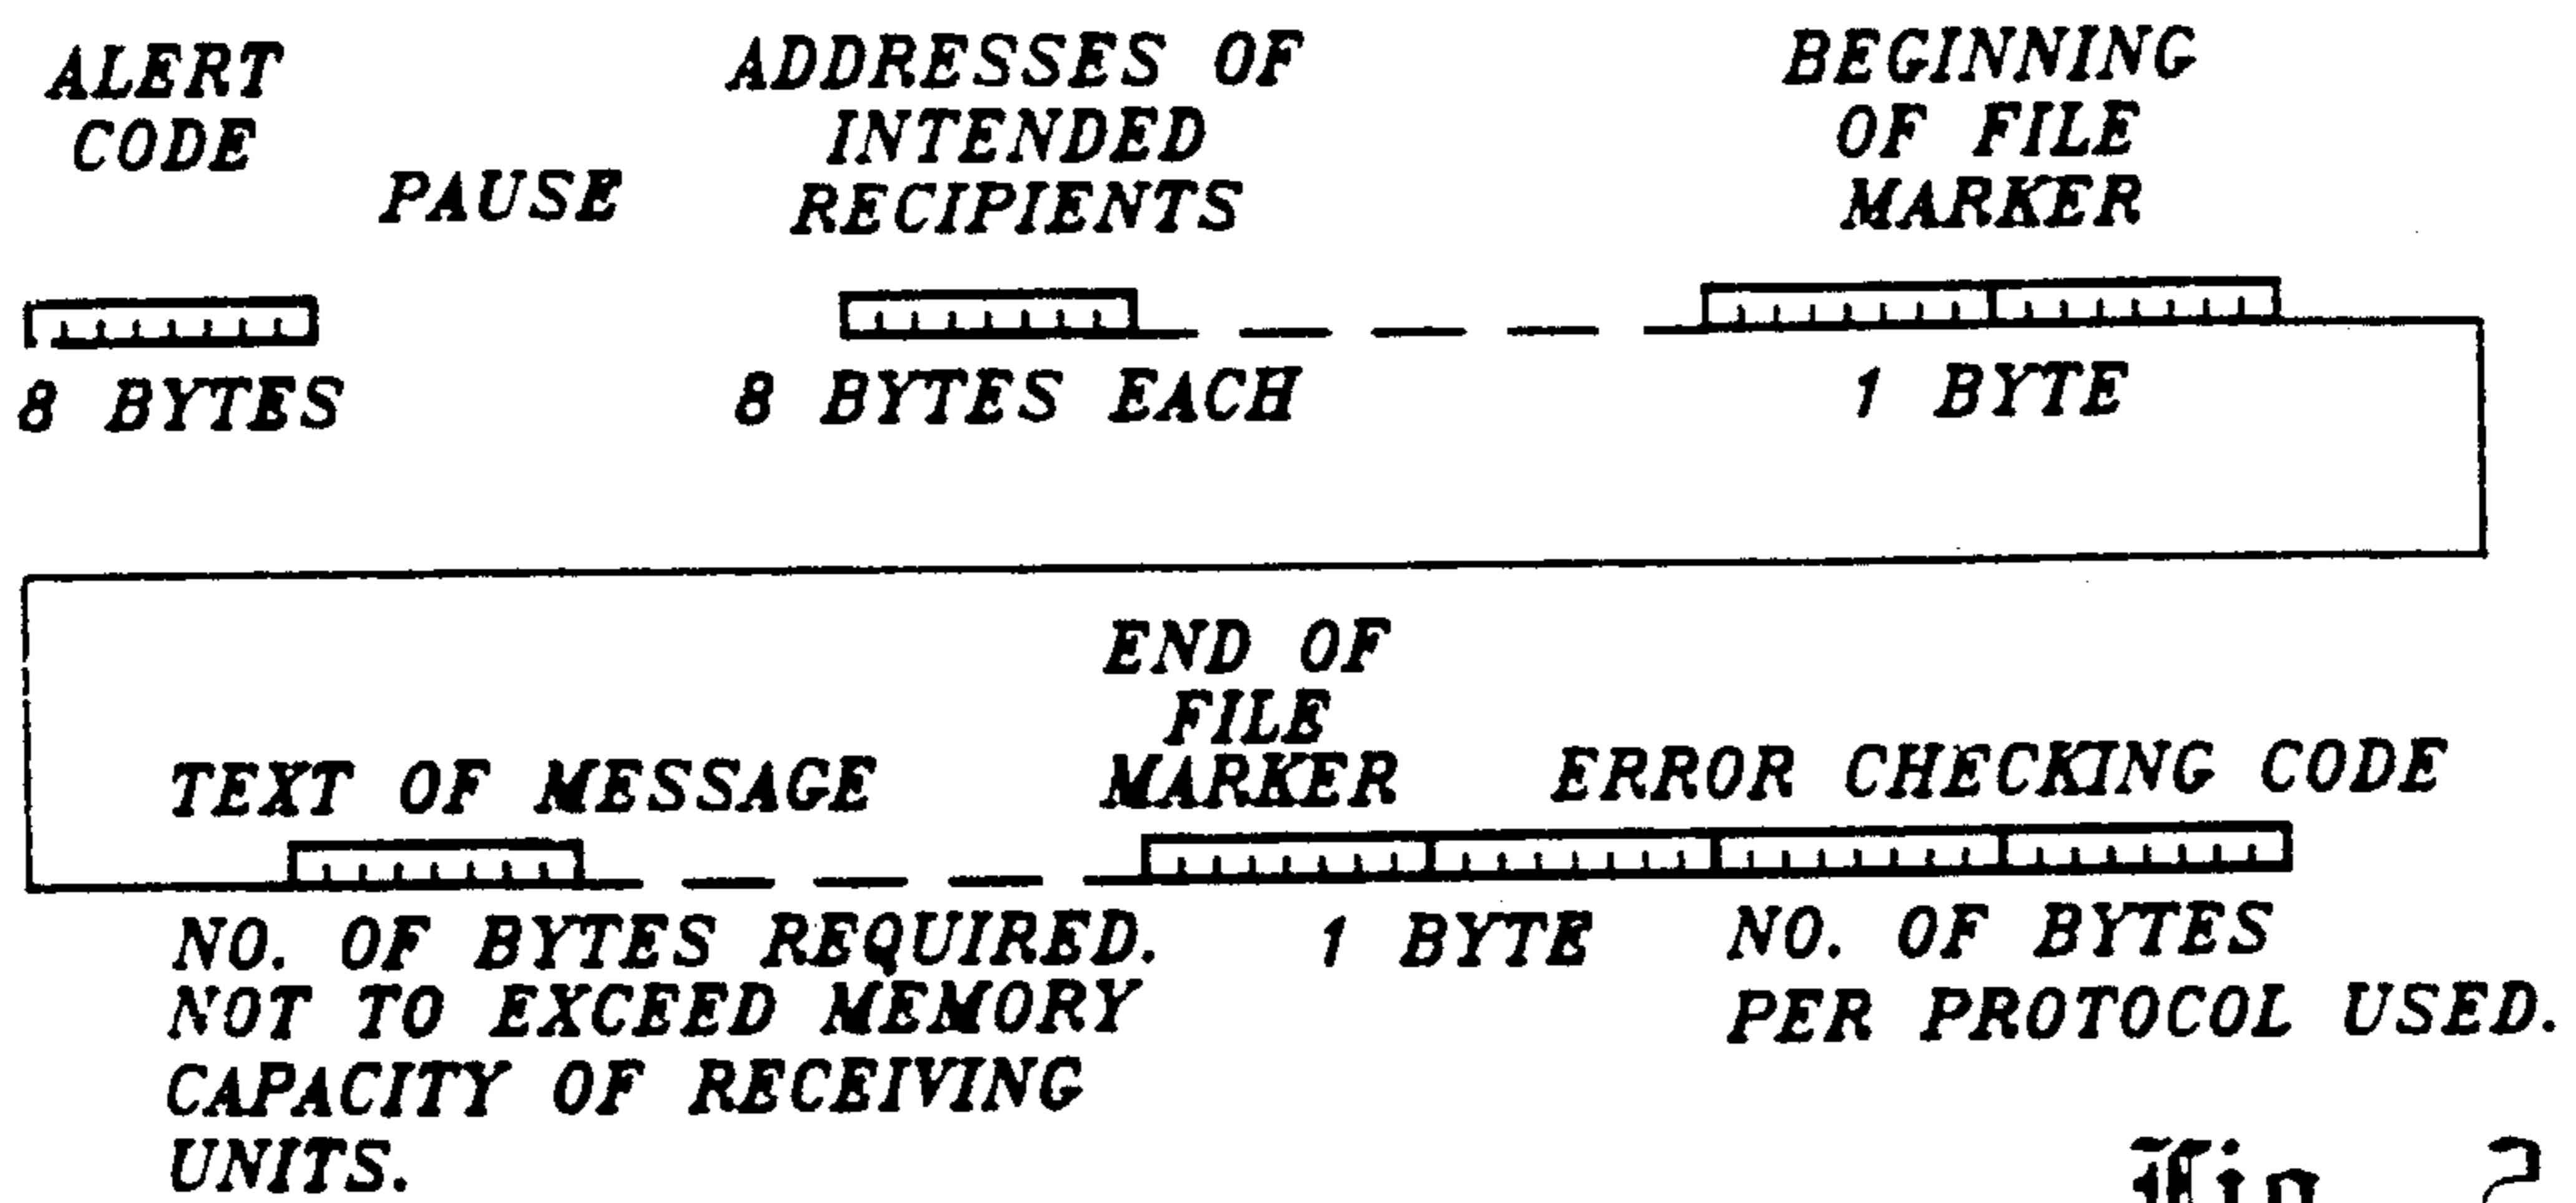 ALERT
CODE
PAUSE
ADDRESSES OF
INTENDED
RECIPIENTS
BEGINNING
OF FILE
MARKER
8 BYTES
8 BYTES EACH
1 BYTE
TEXT OF MESSAGE
END OF
FILE
MARKER
ERROR CHECKING CODE
NO. OF BYTES REQUIRED.
NOT TO EXCEED MEMORY
CAPACITY OF RECEIVING
UNITS.
1 BYTE
NO. OF BYTES
PER PROTOCOL USED.
Fig. 2